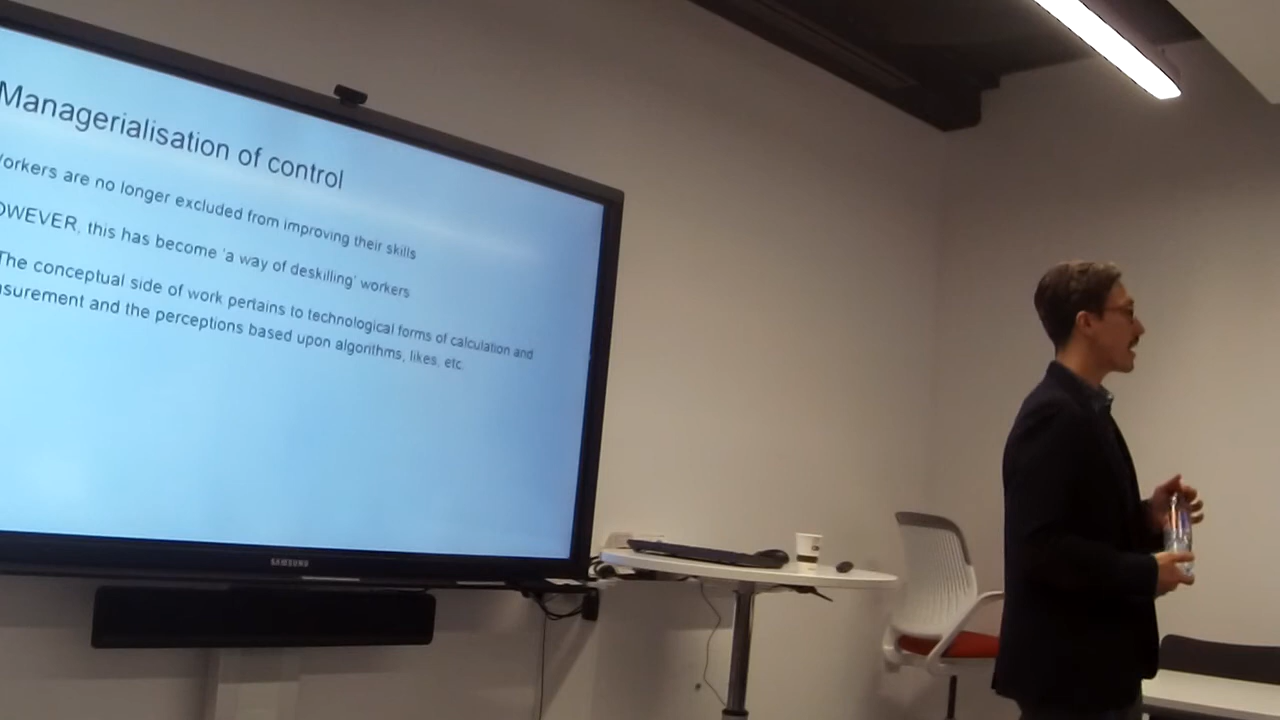 Managerialisation of control
orkers are no longer excluded from improving their skills
OWEVER, this has become 'a way of deskilling' workers
The conceptual side of work pertains to technological forms of calculation and
asurement and the perceptions based upon algorithms, likes, etc.
SAMSUNG